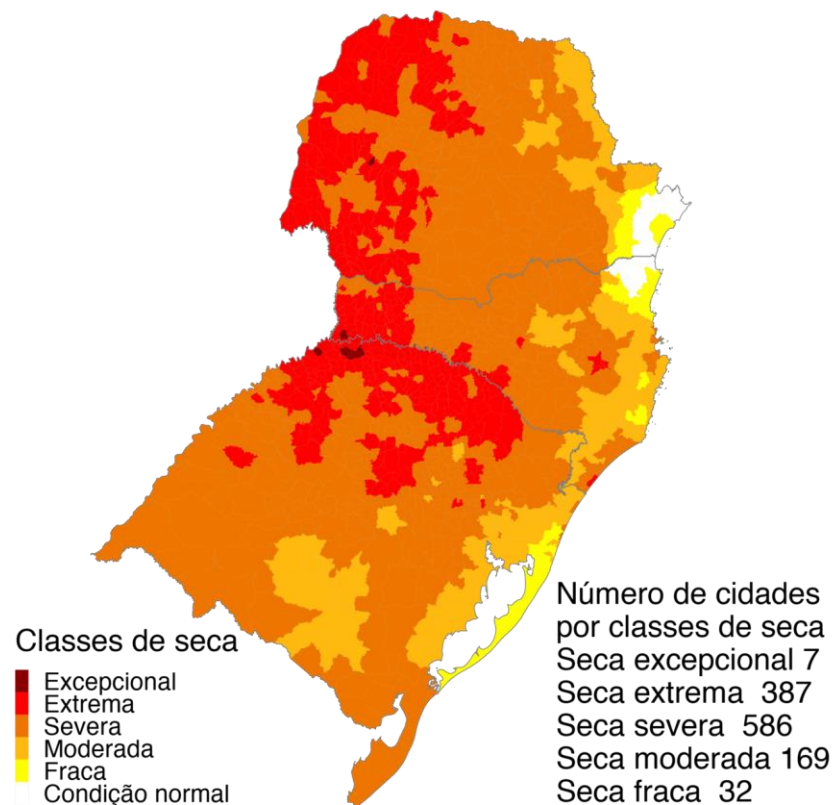 Classes de seca
Excepcional
Extrema
Severa
Moderada
Fraca
Condição normal
Número de cidades
por classes de seca
Seca excepcional 7
Seca extrema 387
Seca severa 586
Seca moderada 169
Seca fraca 32